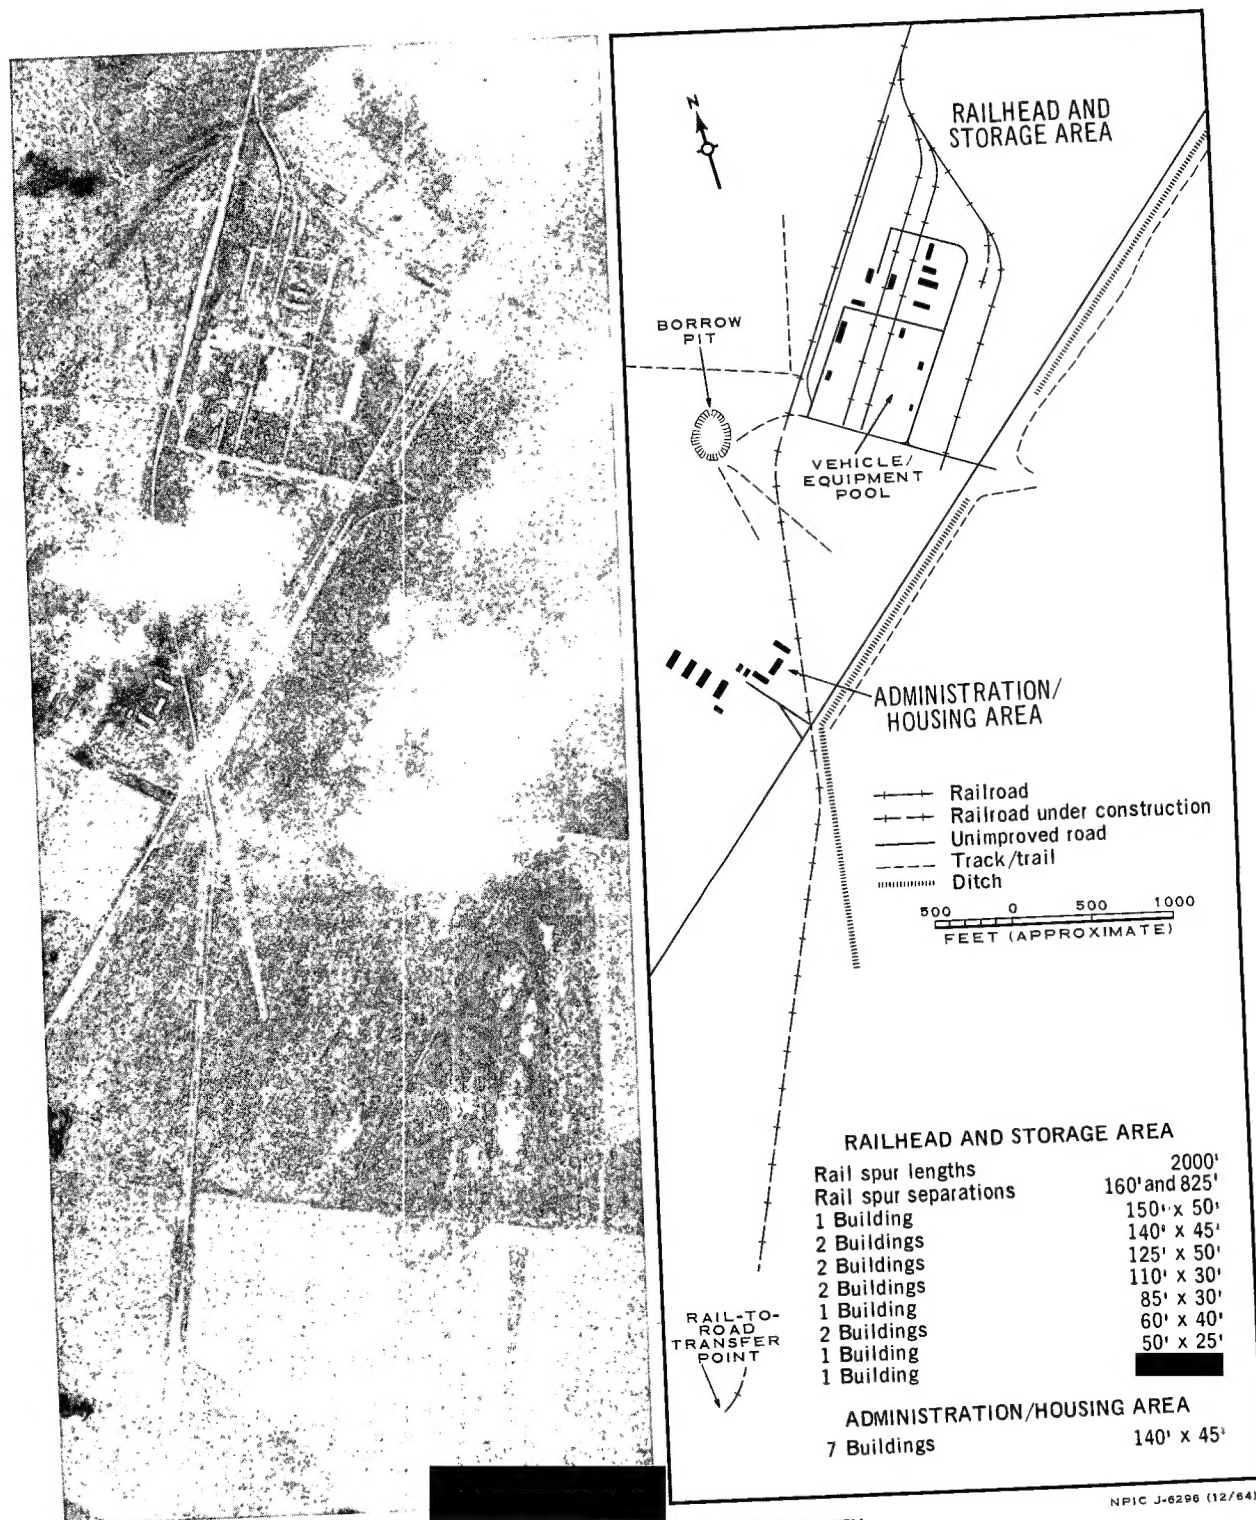 N
RAILHEAD AND
STORAGE AREA
BORROW
PIT
VEHICLE/
EQUIPMENT
POOL
ADMINISTRATION/
HOUSING AREA
Railroad
Railroad under construction
Unimproved road
Track/trail
Ditch
500 0 500 1000
FEET (APPROXIMATE)
RAILHEAD AND STORAGE AREA
Rail spur lengths 2000'
Rail spur separations 160' and 825'
1 Building 150' x 50'
2 Buildings 140' x 45'
2 Buildings 125' x 50'
2 Buildings 110' x 30'
1 Building 85' x 30'
2 Buildings 60' x 40'
1 Building 50' x 25'
1 Building
RAIL-TO-
ROAD
TRANSFER
POINT
ADMINISTRATION/HOUSING AREA
7 Buildings 140' x 45'
NPIC J-6296 (12/64)